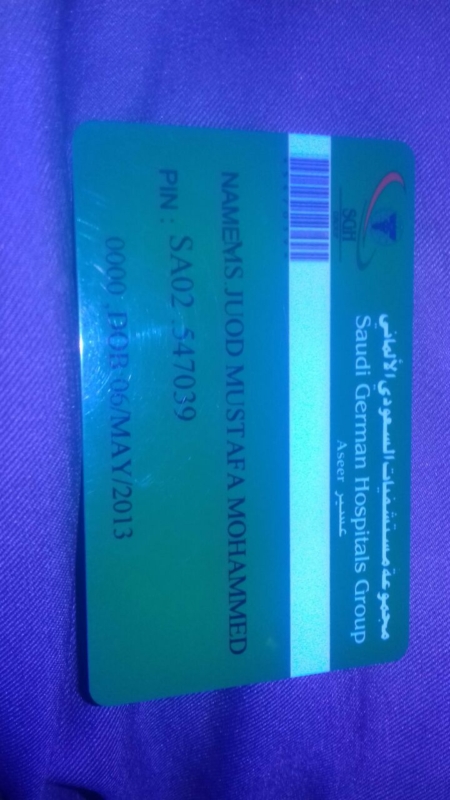 SGH
مجموعة مستشفيات السعودي الألماني
Saudi German Hospitals Group
Aseer عسير
NAMEMS.JUOD MUSTAFA MOHAMMED
PIN : SA02 .547039
0000 .DOB 06/MAY/2013